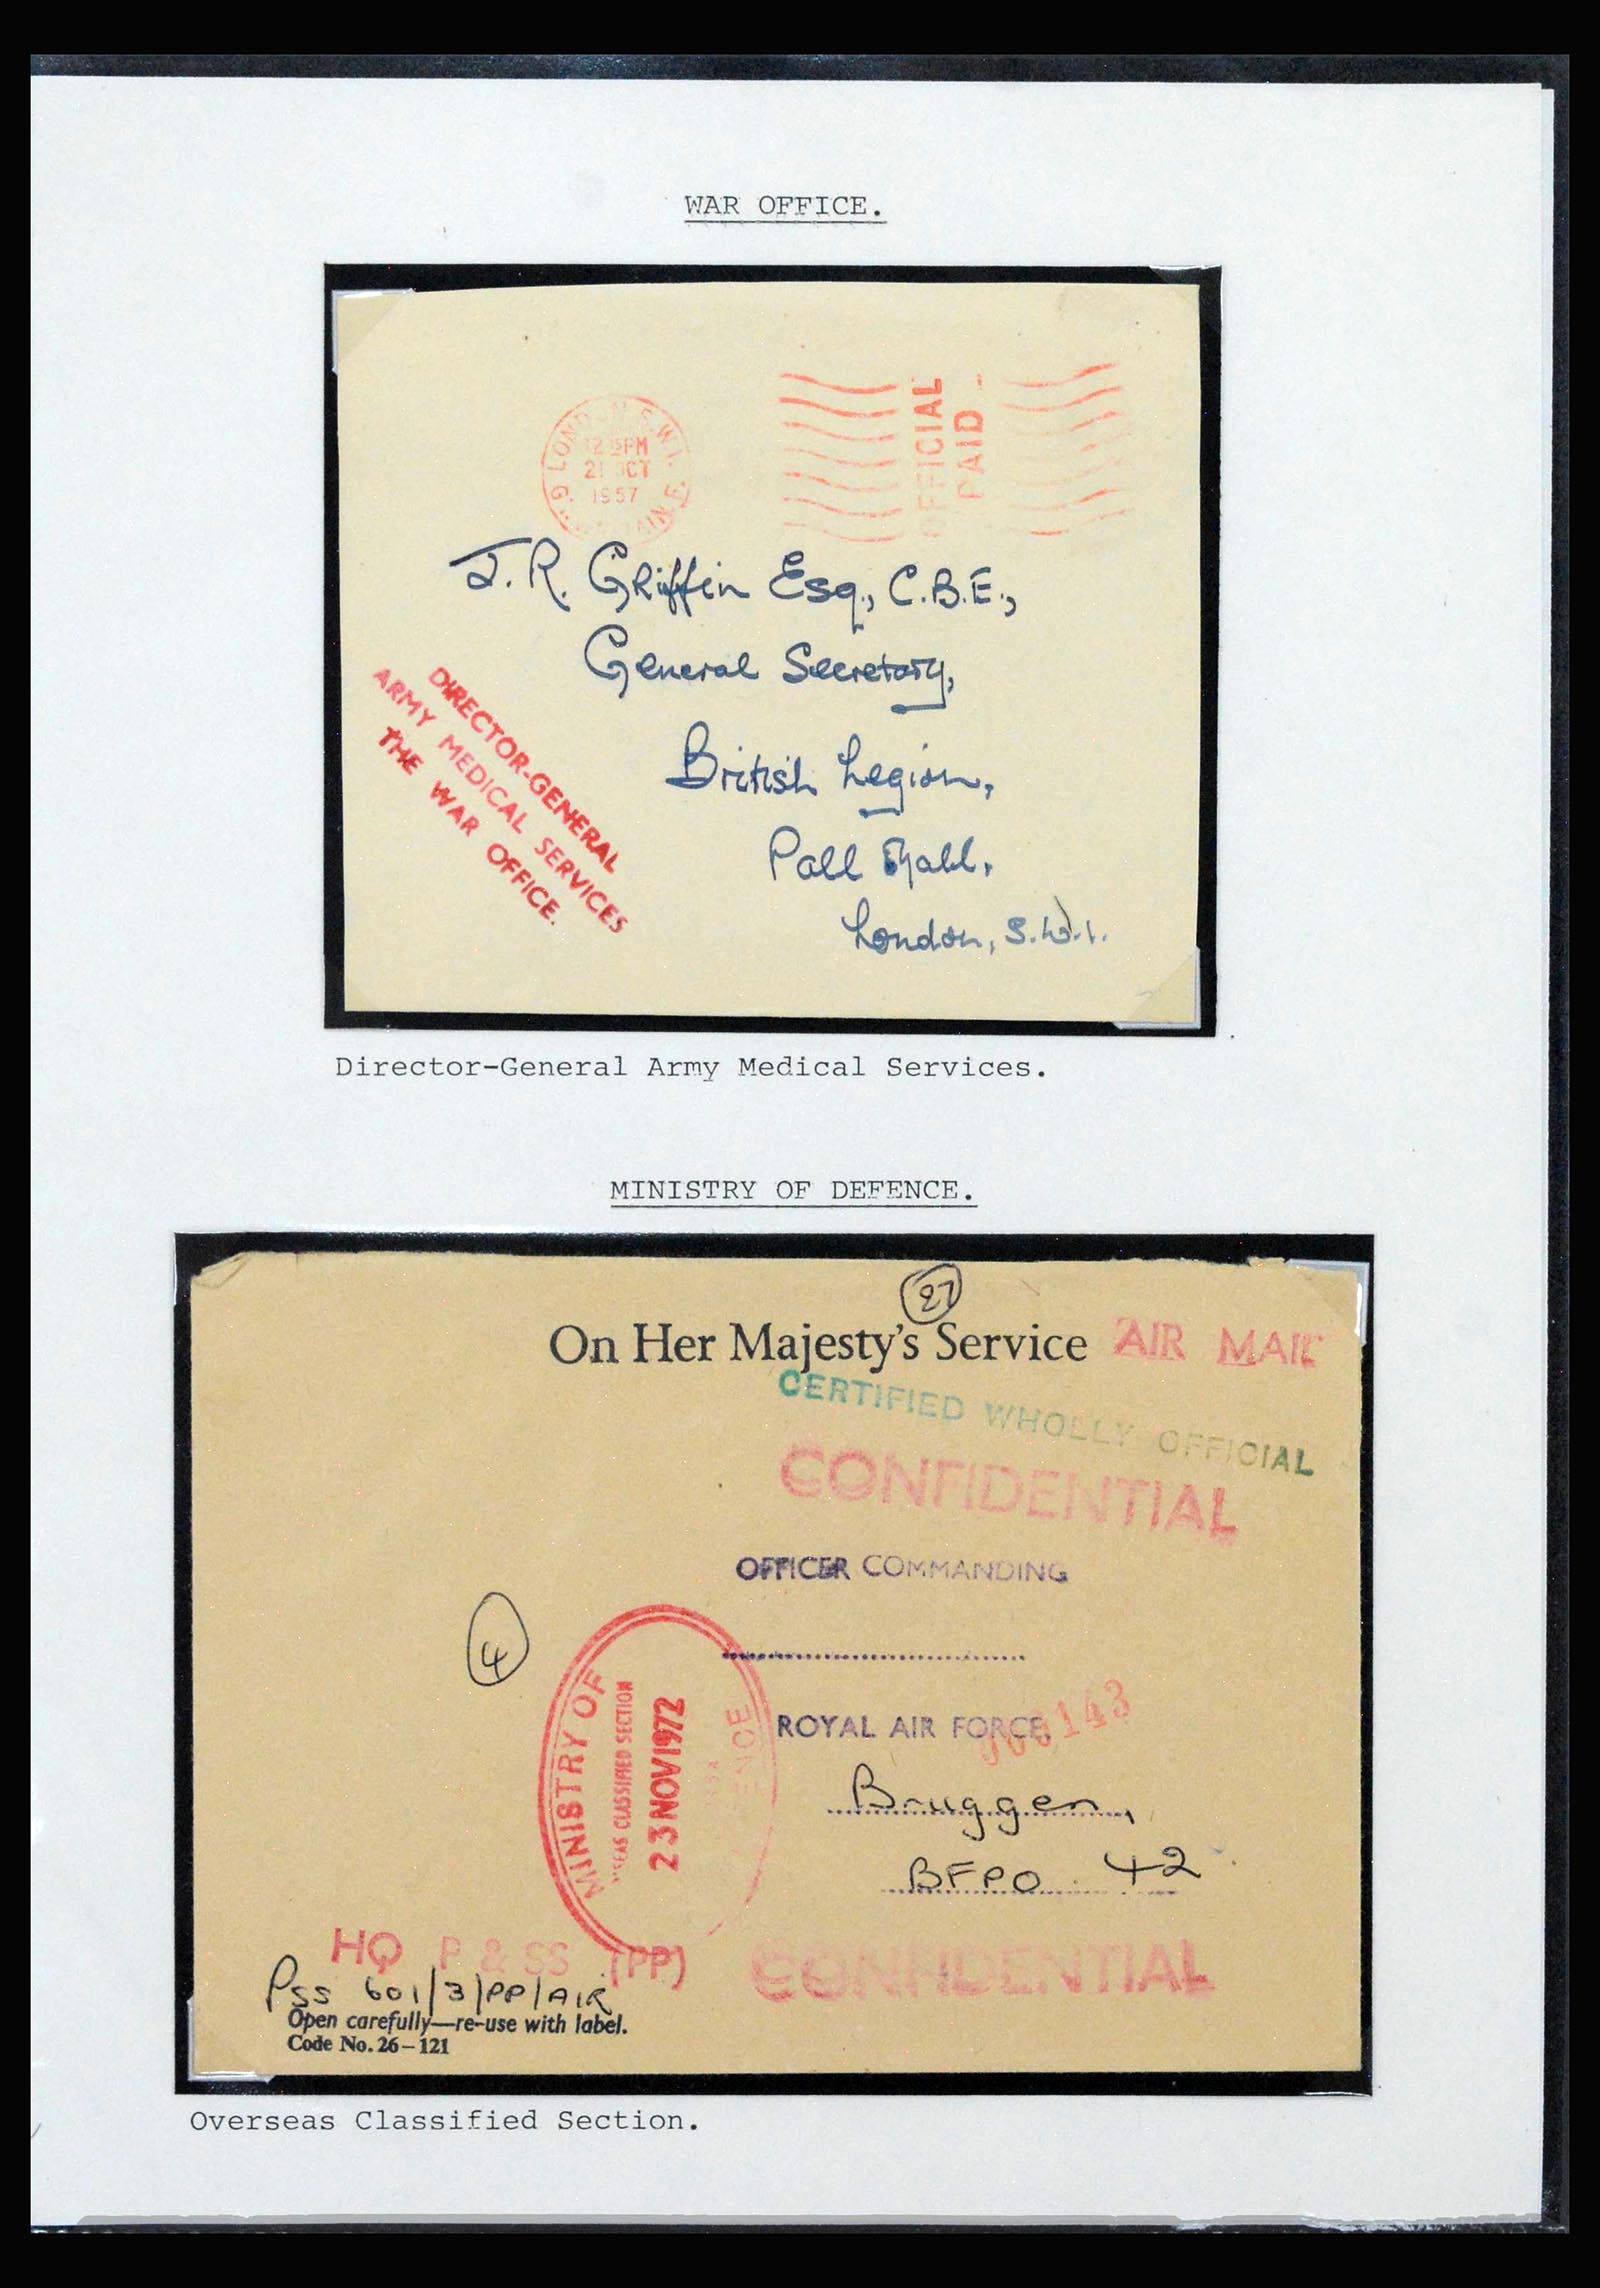 WAR OFFICE.
LONDON S.W.1.
12 15PM
21 OCT
1957
OFFICIAL
PAID
J. R. Griffin Esq., C.B.E.,
General Secretary,
British Legion,
Pall Mall,
London, S.W.1.
DIRECTOR-GENERAL
ARMY MEDICAL SERVICES
THE WAR OFFICE.
Director-General Army Medical Services.
MINISTRY OF DEFENCE.
27
On Her Majesty's Service AIR MAIL
CERTIFIED WHOLLY OFFICIAL
CONFIDENTIAL
OFFICER COMMANDING
4
MINISTRY OF
CLASSIFIED SECTION
23 NOV 1972
ROYAL AIR FORCE,
000143
Bruggen,
BFPO 42
HQ P & SS (PP)
PSS 601/3/PP/AIR
CONFIDENTIAL
Open carefully—re-use with label.
Code No. 26–121
Overseas Classified Section.